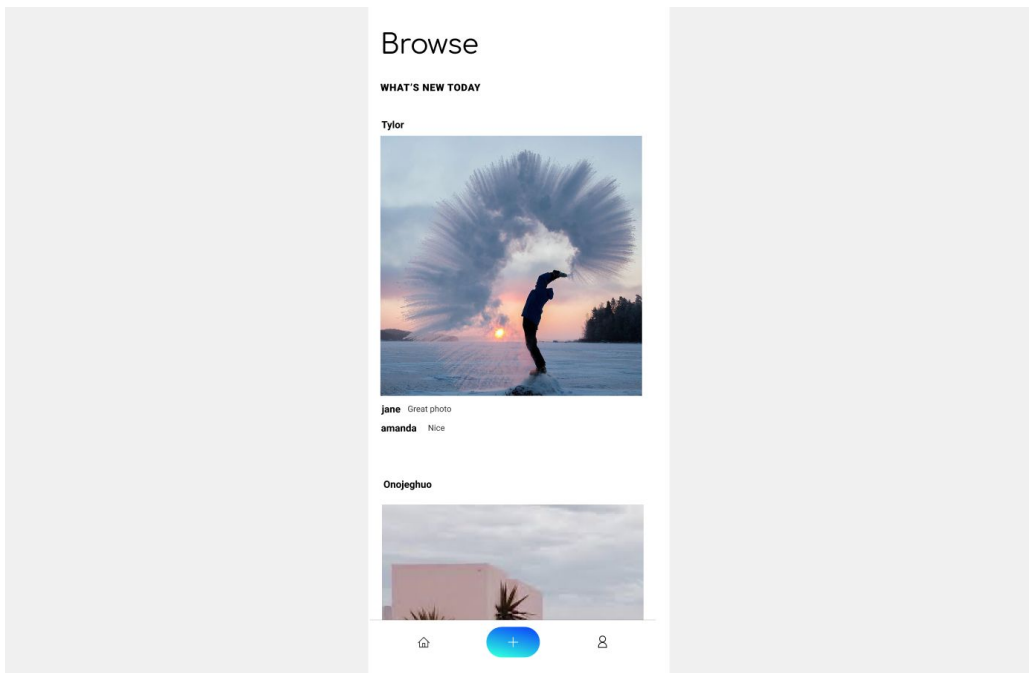 Browse
WHAT'S NEW TODAY
Tylor
jane Great photo
amanda Nice
Onojeghuo